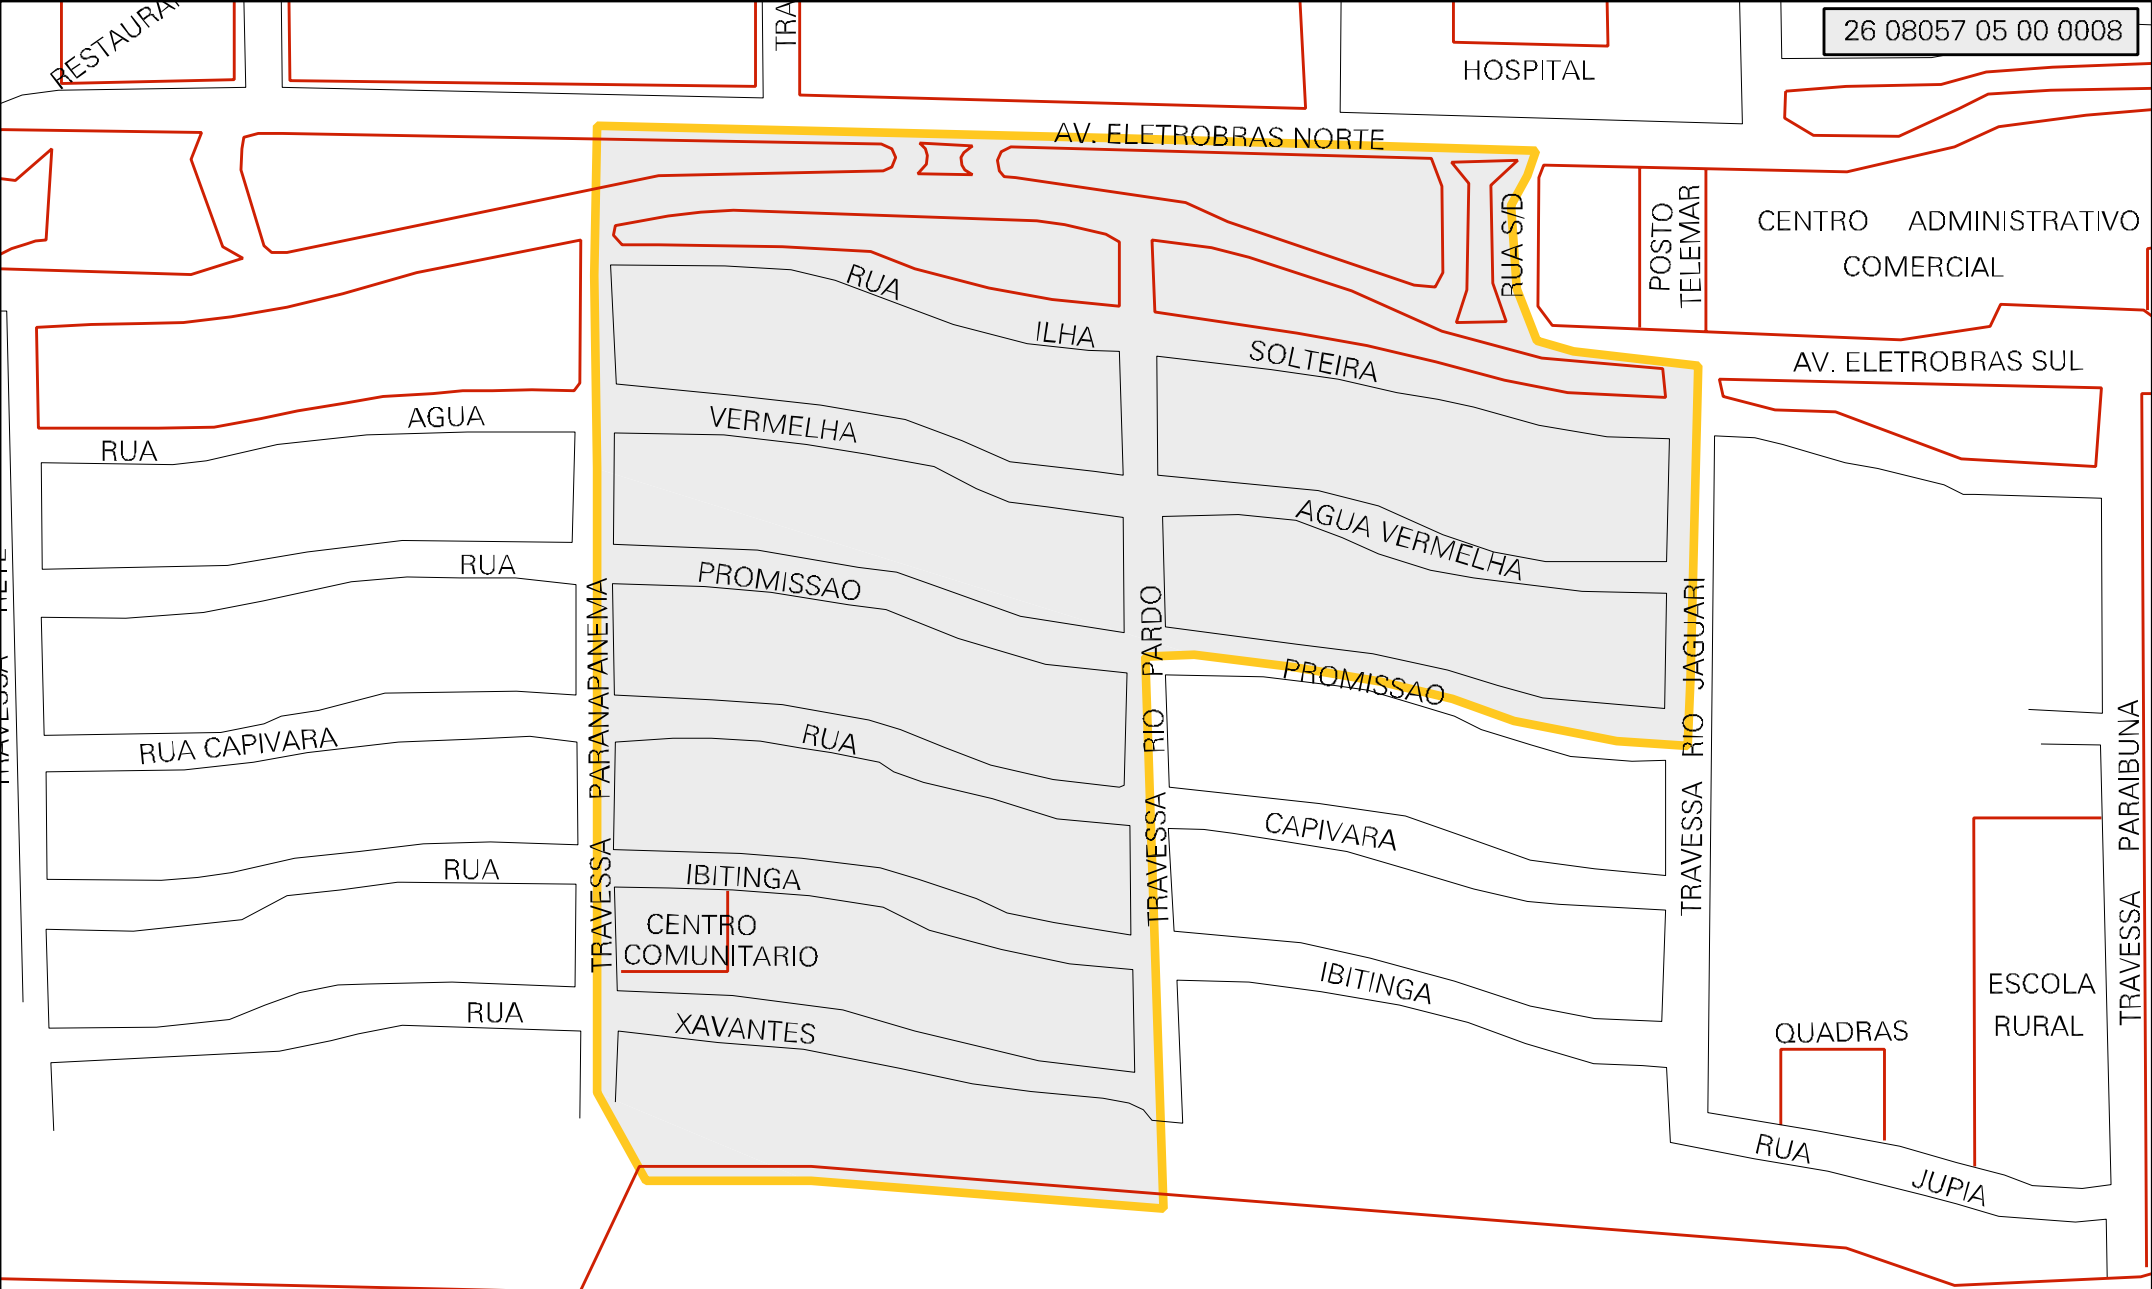 26 08057 05 00 0008
HOSPITAL
AV. ELETROBRAS NORTE
RUA S/D
POSTO
TELEMAR
CENTRO ADMINISTRATIVO
COMERCIAL
RUA ILHA SOLTEIRA
AV. ELETROBRAS SUL
RUA AGUA VERMELHA
AGUA VERMELHA
RUA PROMISSAO
PROMISSAO
TRAVESSA PARANAPANEMA
TRAVESSA RIO PARDO
TRAVESSA RIO JAGUARI
TRAVESSA PARAIBUNA
RUA CAPIVARA
RUA
CAPIVARA
RUA IBITINGA
CENTRO
COMUNITARIO
IBITINGA
RUA XAVANTES
ESCOLA
RURAL
QUADRAS
RUA JUPIA